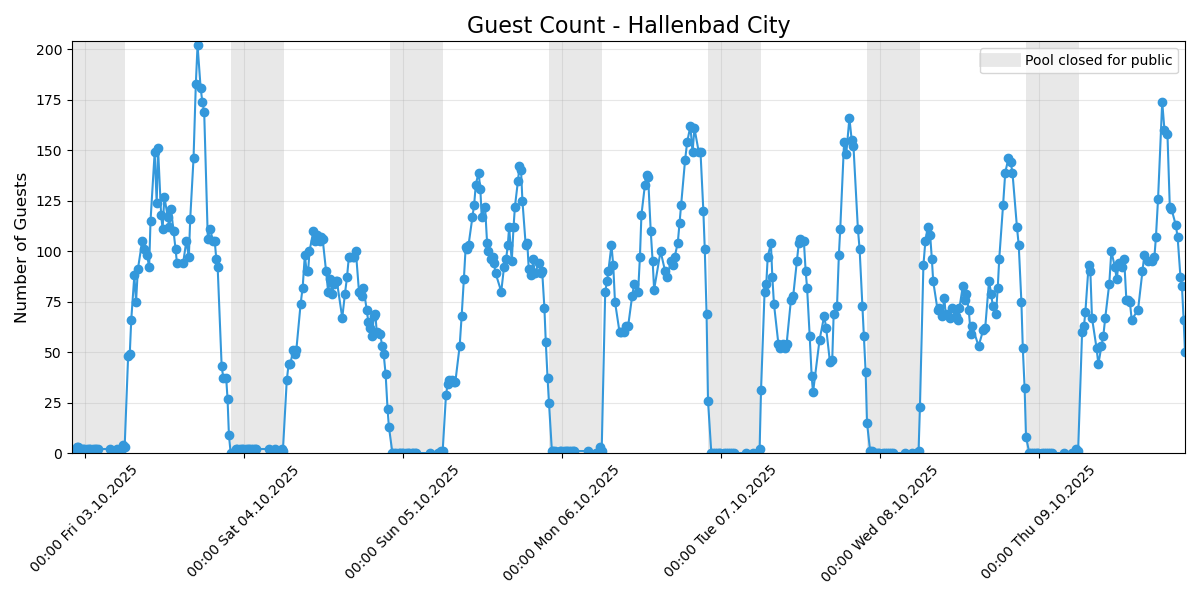 Guest Count - Hallenbad City
Pool closed for public
Number of Guests
200
175
150
125
100
75
50
25
0
00:00 Fri 03.10.2025
00:00 Sat 04.10.2025
00:00 Sun 05.10.2025
00:00 Mon 06.10.2025
00:00 Tue 07.10.2025
00:00 Wed 08.10.2025
00:00 Thu 09.10.2025